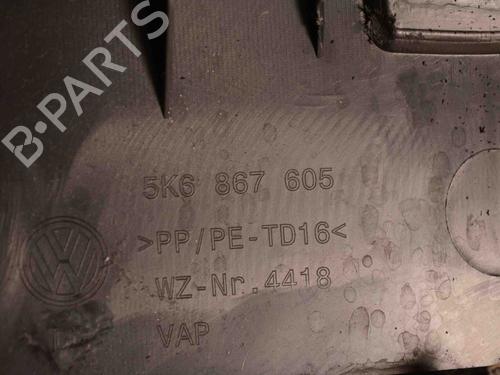 B-PARTS
5K6 867 605
>PP/PE-TD16<
WZ-Nr.4418
VAP